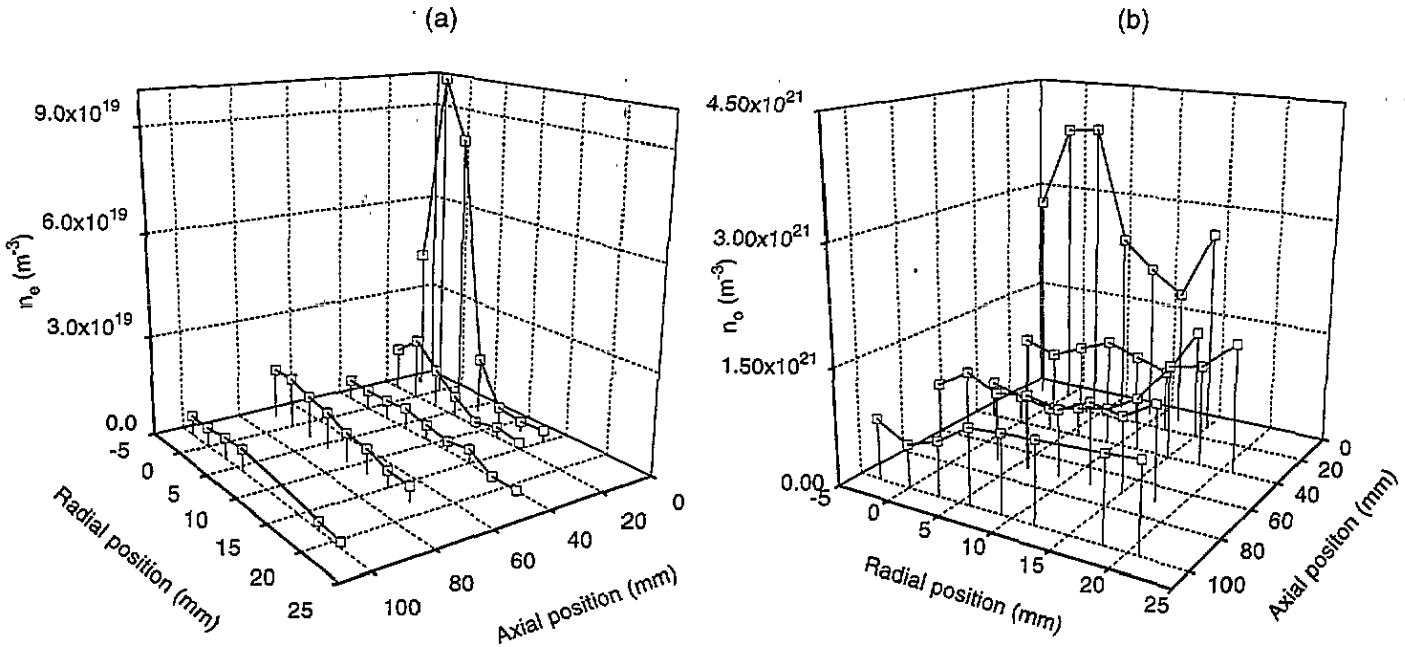 (a)
9.0x10^19
6.0x10^19
3.0x10^19
0.0
n_e (m^-3)
-5
0
5
10
15
20
25
Radial position (mm)
100
80
60
40
20
0
Axial position (mm)
(b)
4.50x10^21
3.00x10^21
1.50x10^21
0.00
n_o (m^-3)
-5
0
5
10
15
20
25
Radial position (mm)
0
20
40
60
80
100
Axial positon (mm)